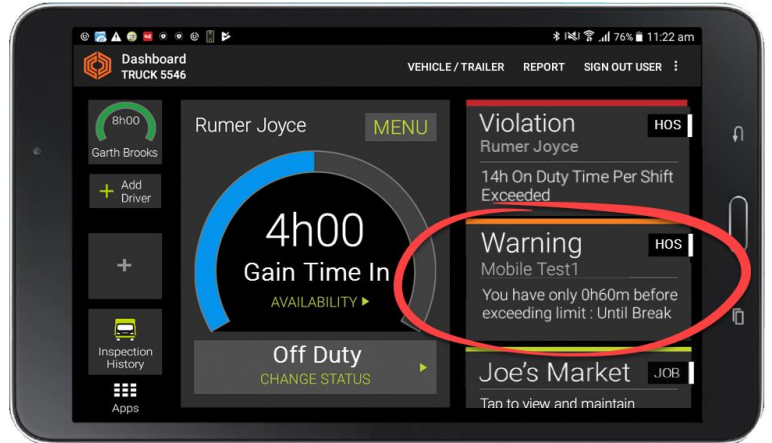 76% 11:22 am
Dashboard
TRUCK 5546
VEHICLE / TRAILER REPORT SIGN OUT USER
8h00
Garth Brooks
+ Add
Driver
+
Inspection
History
Apps
Rumer Joyce MENU
4h00
Gain Time In
AVAILABILITY
Off Duty
CHANGE STATUS
Violation HOS
Rumer Joyce
14h On Duty Time Per Shift
Exceeded
Warning HOS
Mobile Test1
You have only 0h60m before
exceeding limit : Until Break
Joe's Market JOB
Tap to view and maintain